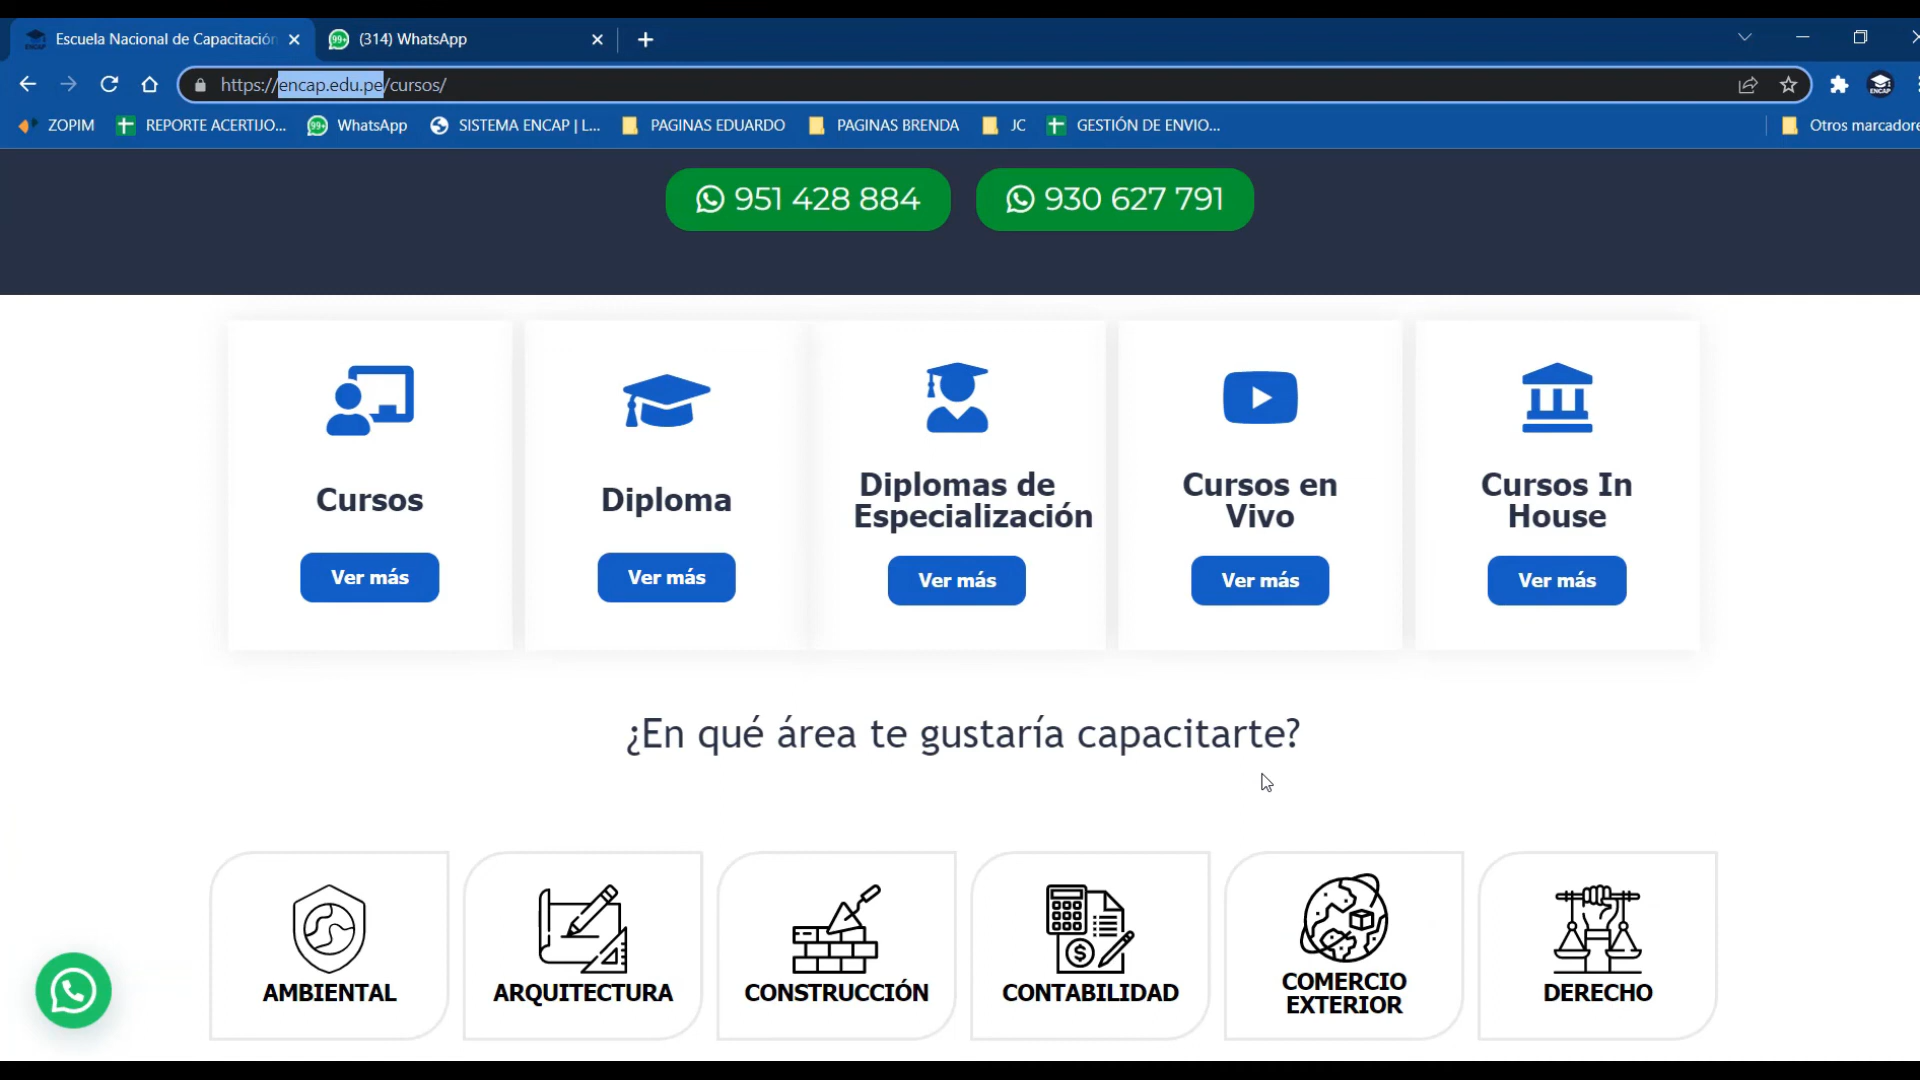 Escuela Nacional de Capacitación
(314) WhatsApp
https://encap.edu.pe/cursos/
ENCAP
ZOPIM
REPORTE ACERTIJO...
99+
WhatsApp
SISTEMA ENCAP | L...
PAGINAS EDUARDO
PAGINAS BRENDA
JC
GESTIÓN DE ENVIO...
Otros marcadore
951 428 884
930 627 791
Cursos
Ver más
Diploma
Ver más
Diplomas de
Especialización
Ver más
Cursos en
Vivo
Ver más
Cursos In
House
Ver más
¿En qué área te gustaría capacitarte?
AMBIENTAL
ARQUITECTURA
CONSTRUCCIÓN
CONTABILIDAD
COMERCIO
EXTERIOR
DERECHO